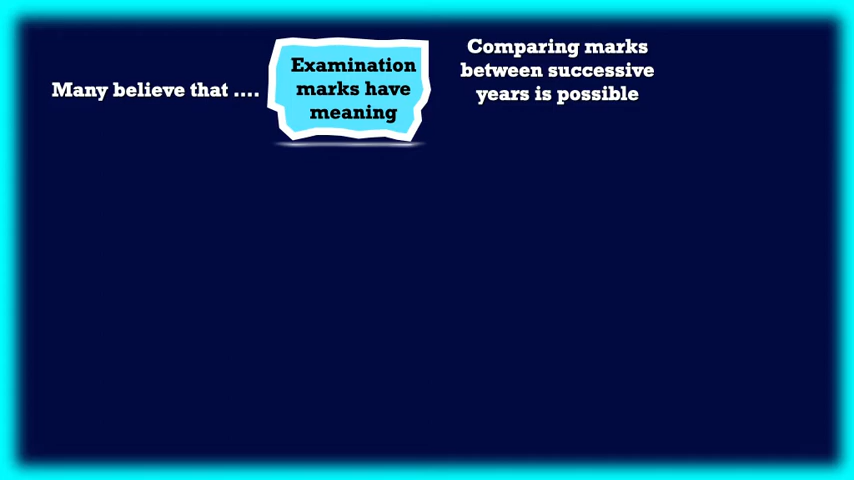 Many believe that ....
Examination
marks have
meaning
Comparing marks
between successive
years is possible